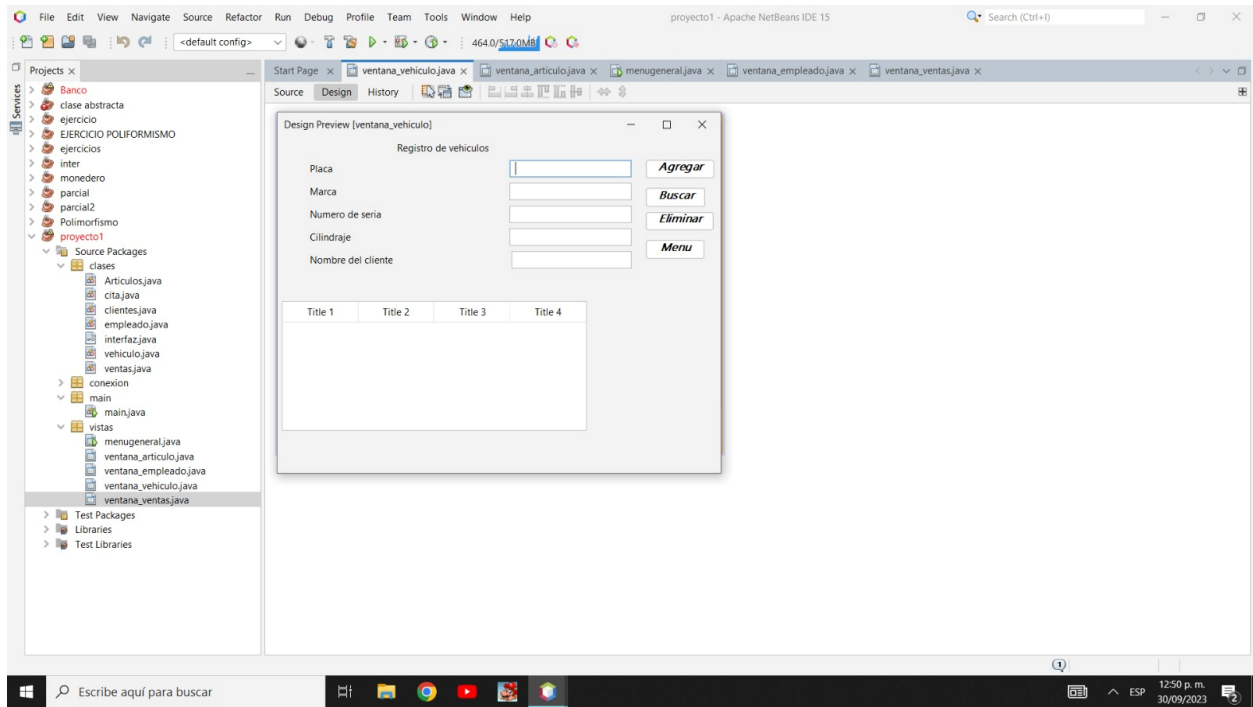 File Edit View Navigate Source Refactor Run Debug Profile Team Tools Window Help
proyecto1 - Apache NetBeans IDE 15
Search (Ctrl+I)
<default config>
464.0/517.0MB
Projects
Services
Start Page
ventana_vehiculo.java
ventana_articulo.java
menugeneral.java
ventana_empleado.java
ventana_ventas.java
Source Design History
Banco
clase abstracta
ejercicio
EJERCICIO POLIFORMISMO
ejercicios
inter
monedero
parcial
parcial2
Polimorfismo
proyecto1
Source Packages
clases
Articulos.java
cita.java
clientes.java
empleado.java
interfaz.java
vehiculo.java
ventas.java
conexion
main
main.java
vistas
menugeneral.java
ventana_articulo.java
ventana_empleado.java
ventana_vehiculo.java
ventana_ventas.java
Test Packages
Libraries
Test Libraries
Design Preview [ventana_vehiculo]
Registro de vehiculos
Placa
Agregar
Marca
Buscar
Numero de seria
Eliminar
Cilindraje
Menu
Nombre del cliente
Title 1 Title 2 Title 3 Title 4
1
Escribe aquí para buscar
ESP
12:50 p. m.
30/09/2023
2